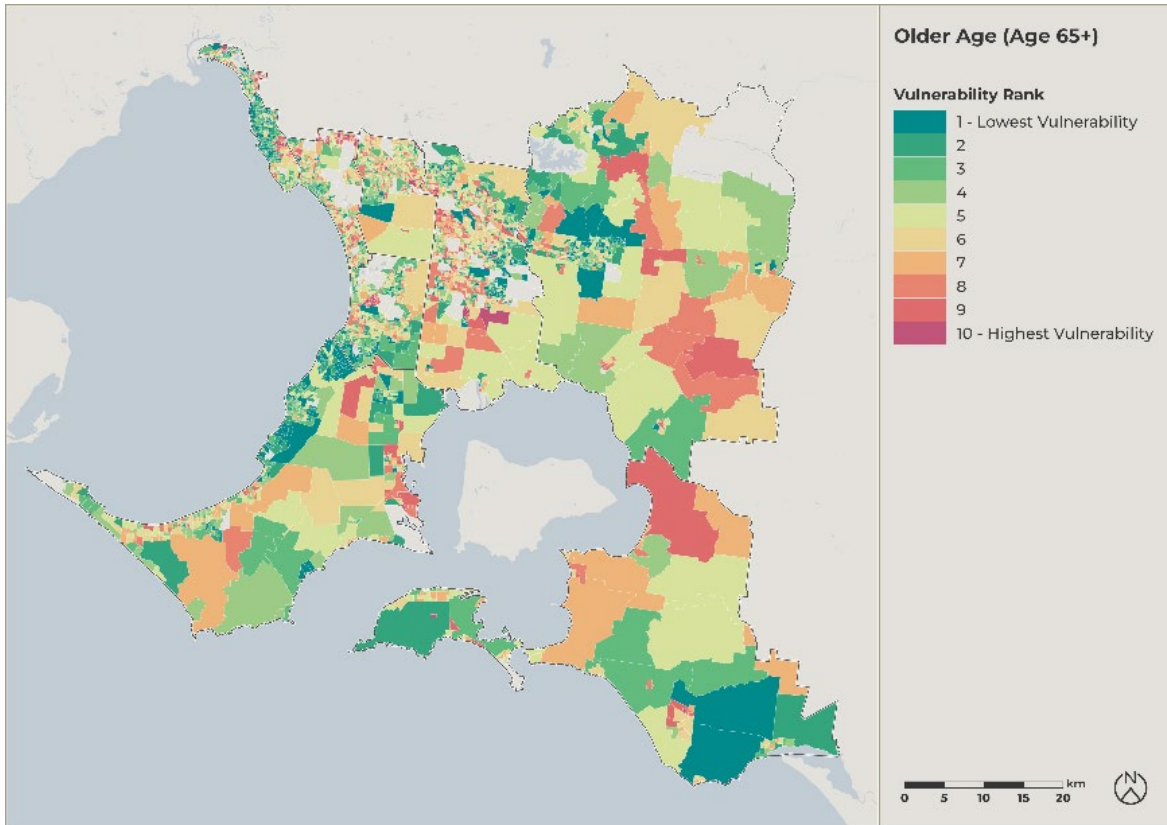 Older Age (Age 65+)
Vulnerability Rank
1 - Lowest Vulnerability
2
3
4
5
6
7
8
9
10 - Highest Vulnerability
km
0 5 10 15 20
N